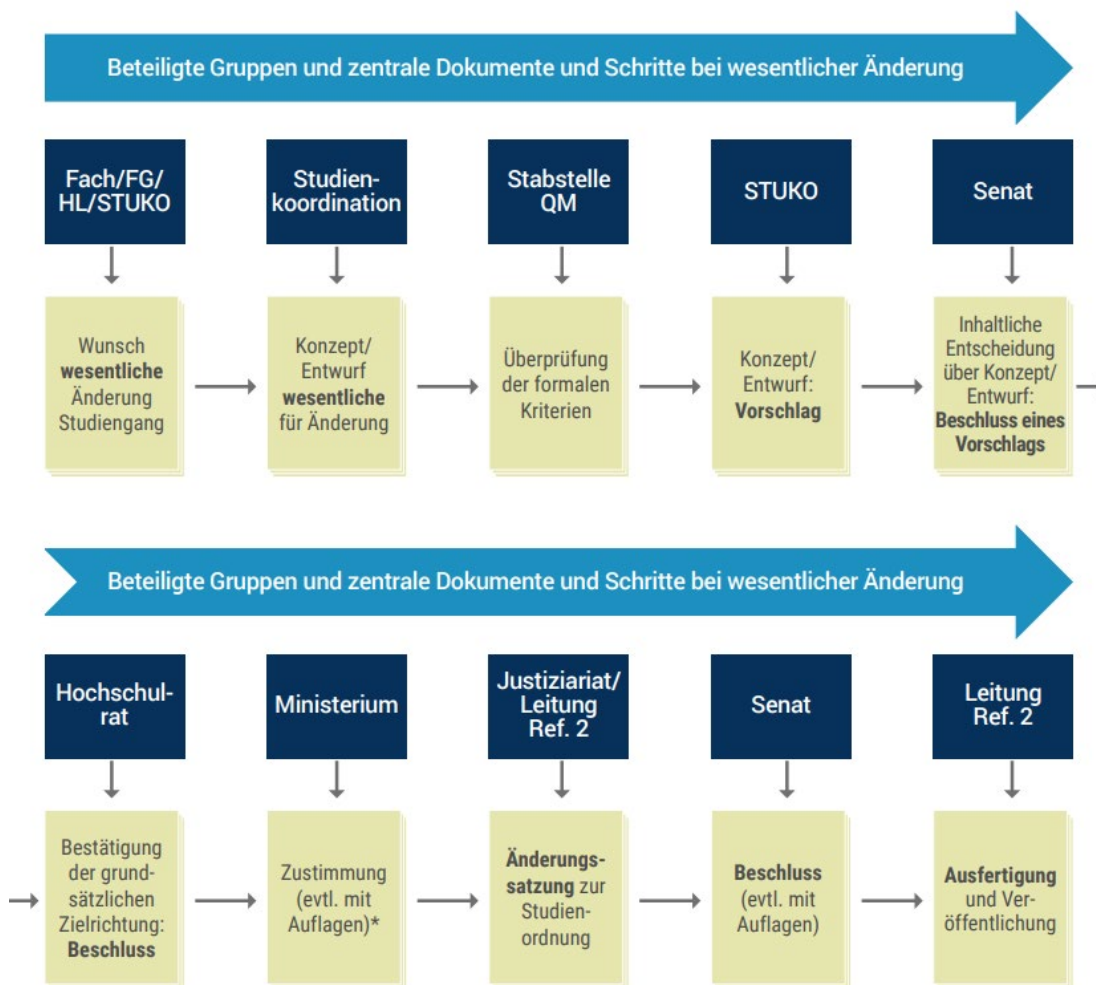 Beteiligte Gruppen und zentrale Dokumente und Schritte bei wesentlicher Änderung
Fach/FG/
HL/STUKO
Studien-
koordination
Stabstelle
QM
STUKO
Senat
Wunsch
wesentliche
Änderung
Studiengang
Konzept/
Entwurf
wesentliche
für Änderung
Überprüfung
der formalen
Kriterien
Konzept/
Entwurf:
Vorschlag
Inhaltliche
Entscheidung
über Konzept/
Entwurf:
Beschluss eines
Vorschlags
Beteiligte Gruppen und zentrale Dokumente und Schritte bei wesentlicher Änderung
Hochschul-
rat
Ministerium
Justiziariat/
Leitung
Ref. 2
Senat
Leitung
Ref. 2
Bestätigung
der grund-
sätzlichen
Zielrichtung:
Beschluss
Zustimmung
(evtl. mit
Auflagen)*
Änderungs-
satzung zur
Studien-
ordnung
Beschluss
(evtl. mit
Auflagen)
Ausfertigung
und Ver-
öffentlichung